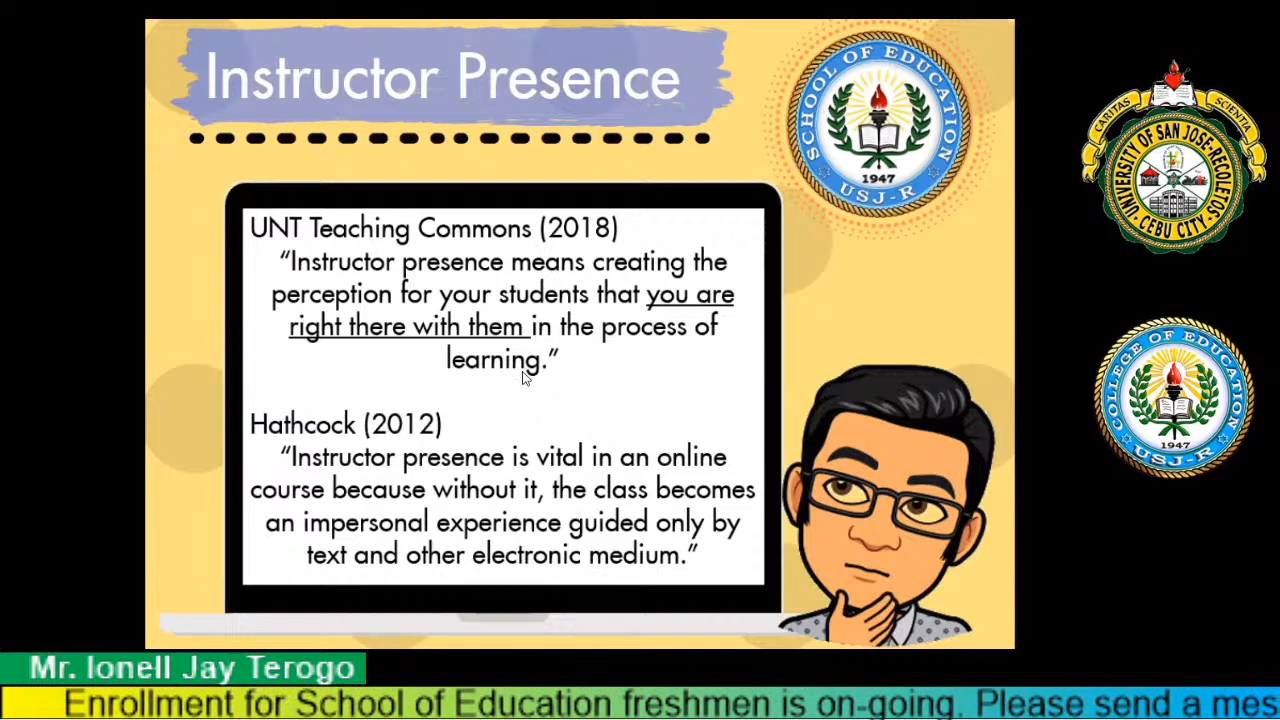 Instructor Presence
SCHOOL OF EDUCATION
1947
USJ-R
CARITAS
SCIENTIA
UNIVERSITY OF SAN JOSE-RECOLETOS
CEBU CITY
UNT Teaching Commons (2018)
“Instructor presence means creating the
perception for your students that you are
right there with them in the process of
learning.”
Hathcock (2012)
“Instructor presence is vital in an online
course because without it, the class becomes
an impersonal experience guided only by
text and other electronic medium.”
COLLEGE OF EDUCATION
1947
USJ-R
Mr. Ionell Jay Terogo
Enrollment for School of Education freshmen is on-going. Please send a mes